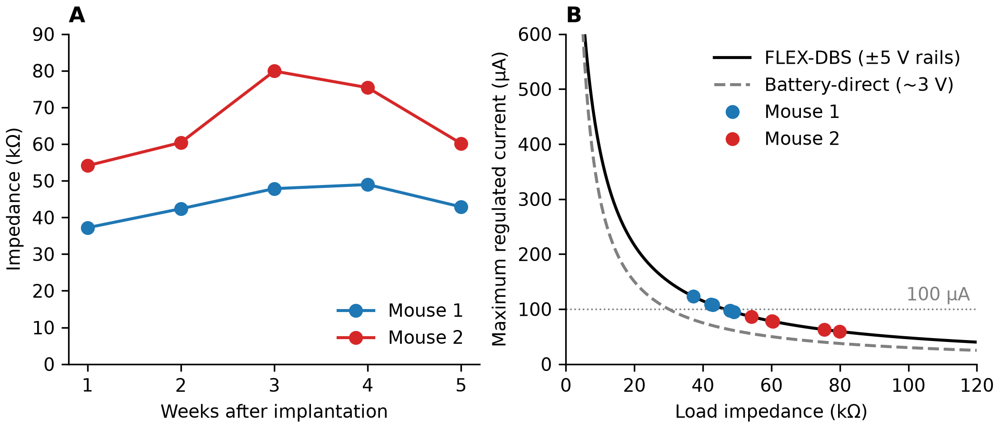 A
Impedance (kΩ)
90
80
70
60
50
40
30
20
10
0
1 2 3 4 5
Weeks after implantation
Mouse 1
Mouse 2
B
Maximum regulated current (µA)
600
500
400
300
200
100
0
0 20 40 60 80 100 120
Load impedance (kΩ)
FLEX-DBS (±5 V rails)
Battery-direct (~3 V)
Mouse 1
Mouse 2
100 µA